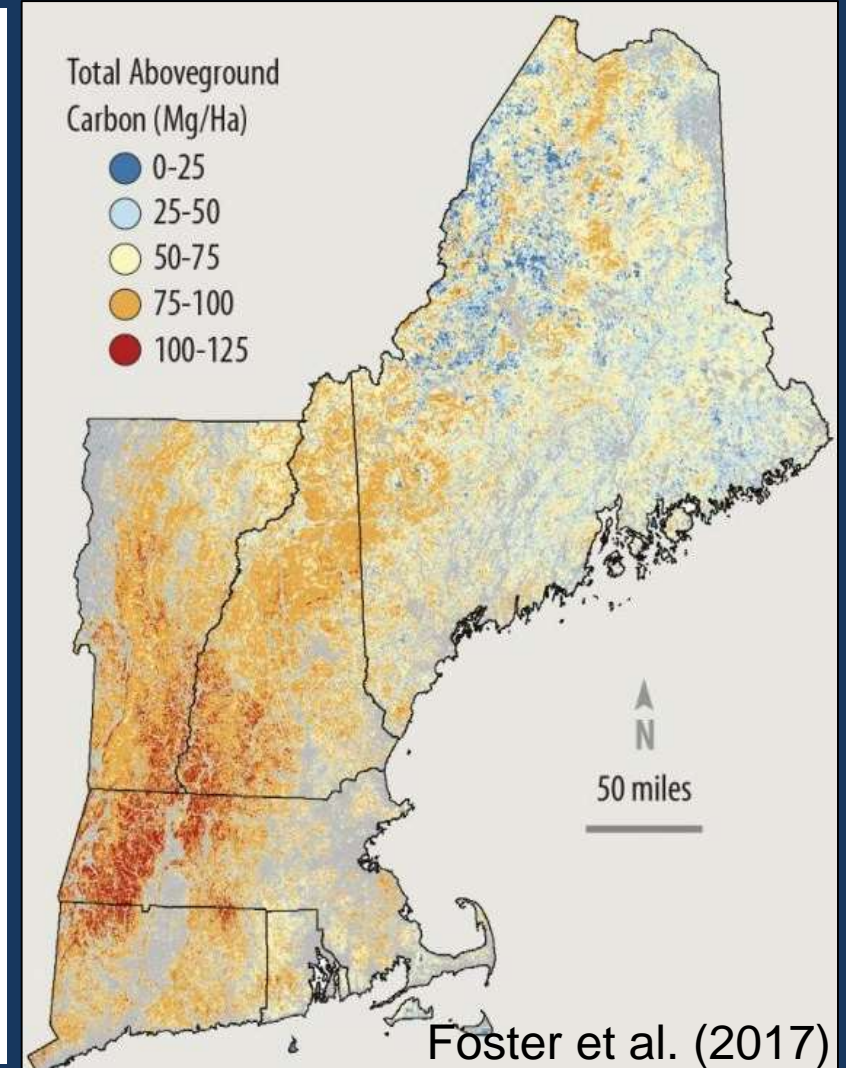 Total Aboveground
Carbon (Mg/Ha)
0-25
25-50
50-75
75-100
100-125
N
50 miles
Foster et al. (2017)